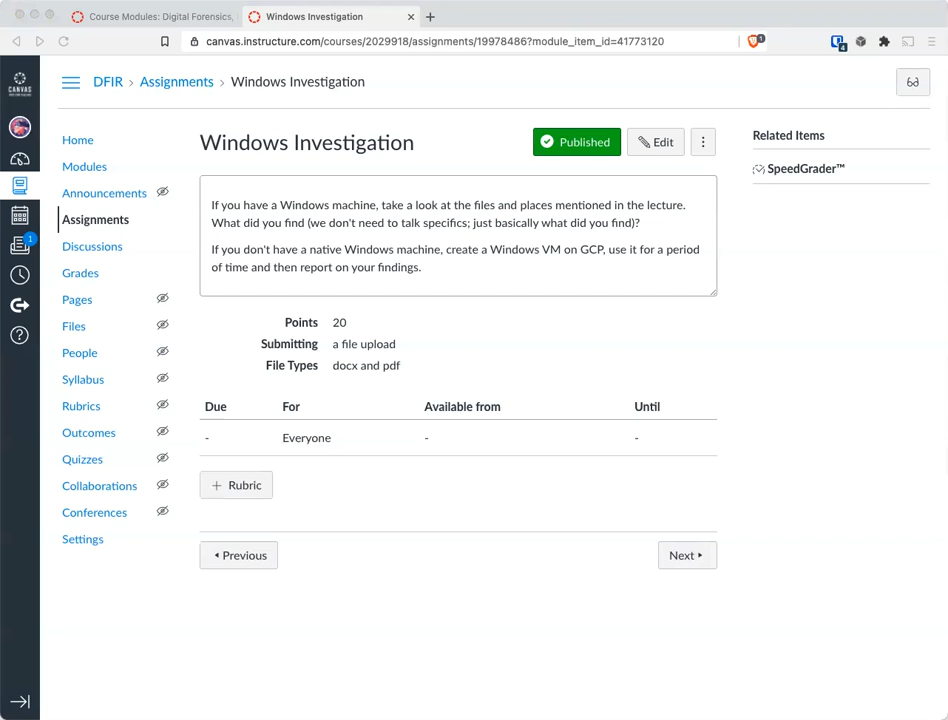 Course Modules: Digital Forensics,
Windows Investigation
canvas.instructure.com/courses/2029918/assignments/19978486?module_item_id=41773120
1
4
CANVAS
DFIR › Assignments › Windows Investigation
Windows Investigation
Published
Edit
Related Items
SpeedGrader™
Home
Modules
Announcements
Assignments
Discussions
Grades
Pages
Files
People
Syllabus
Rubrics
Outcomes
Quizzes
Collaborations
Conferences
Settings
1
If you have a Windows machine, take a look at the files and places mentioned in the lecture.
What did you find (we don't need to talk specifics; just basically what did you find)?
If you don't have a native Windows machine, create a Windows VM on GCP, use it for a period
of time and then report on your findings.
Points 20
Submitting a file upload
File Types docx and pdf
Due For Available from Until
- Everyone - -
+ Rubric
Previous
Next